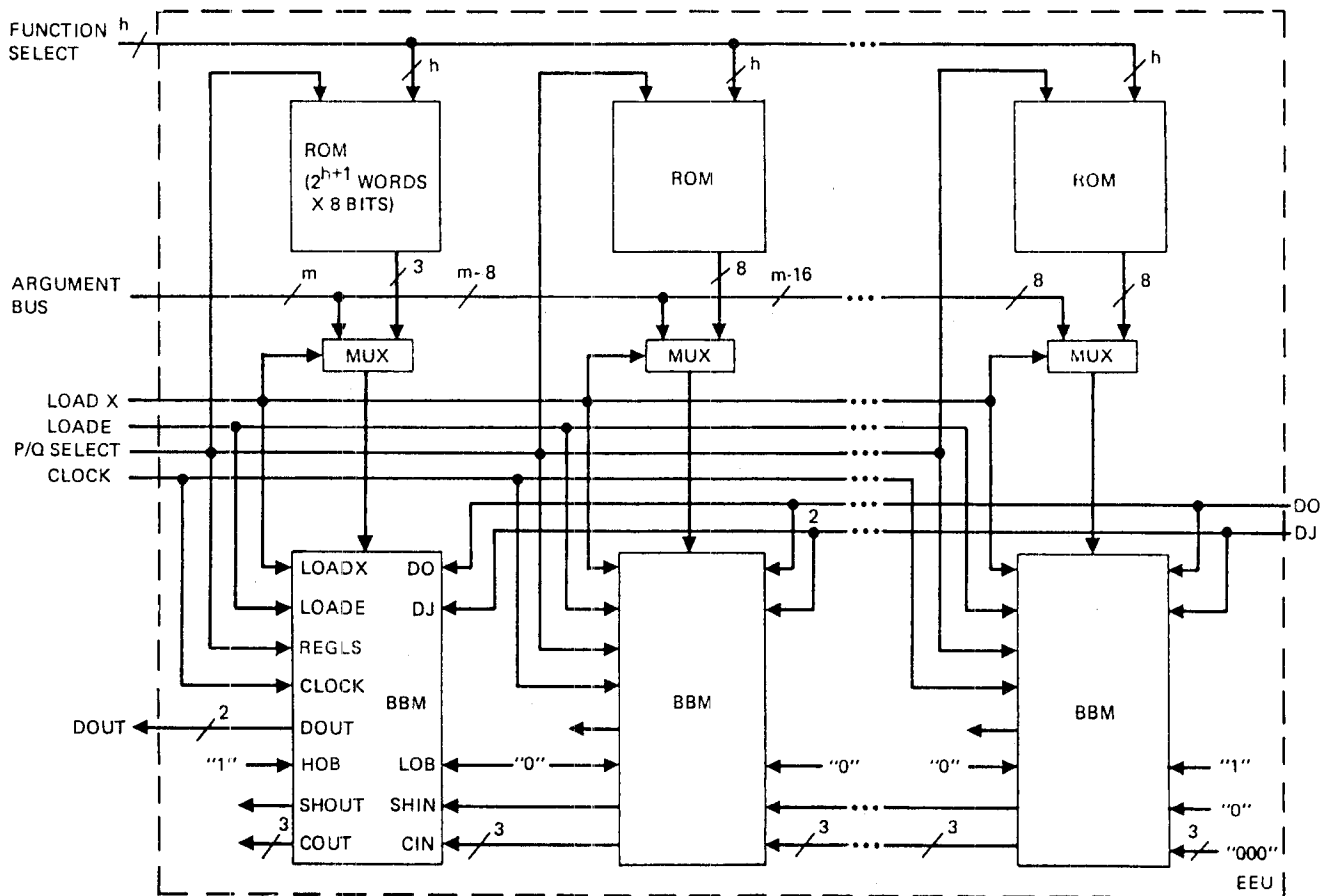 FUNCTION SELECT h
h h h
ROM (2^h+1 WORDS X 8 BITS)
ROM
ROM
3 8 8
ARGUMENT BUS m m-8 m-16 ••• 8
MUX MUX MUX
LOAD X •••
LOADE •••
P/Q SELECT •••
CLOCK •••
••• DO
2 ••• DJ
LOADX DO
LOADE DJ
REGLS
CLOCK
BBM BBM BBM
DOUT 2 DOUT
"1" HOB LOB "0" "0" "0" "1"
SHOUT SHIN ••• "0"
3 COUT CIN 3 3 ••• 3 3 "000"
EEU